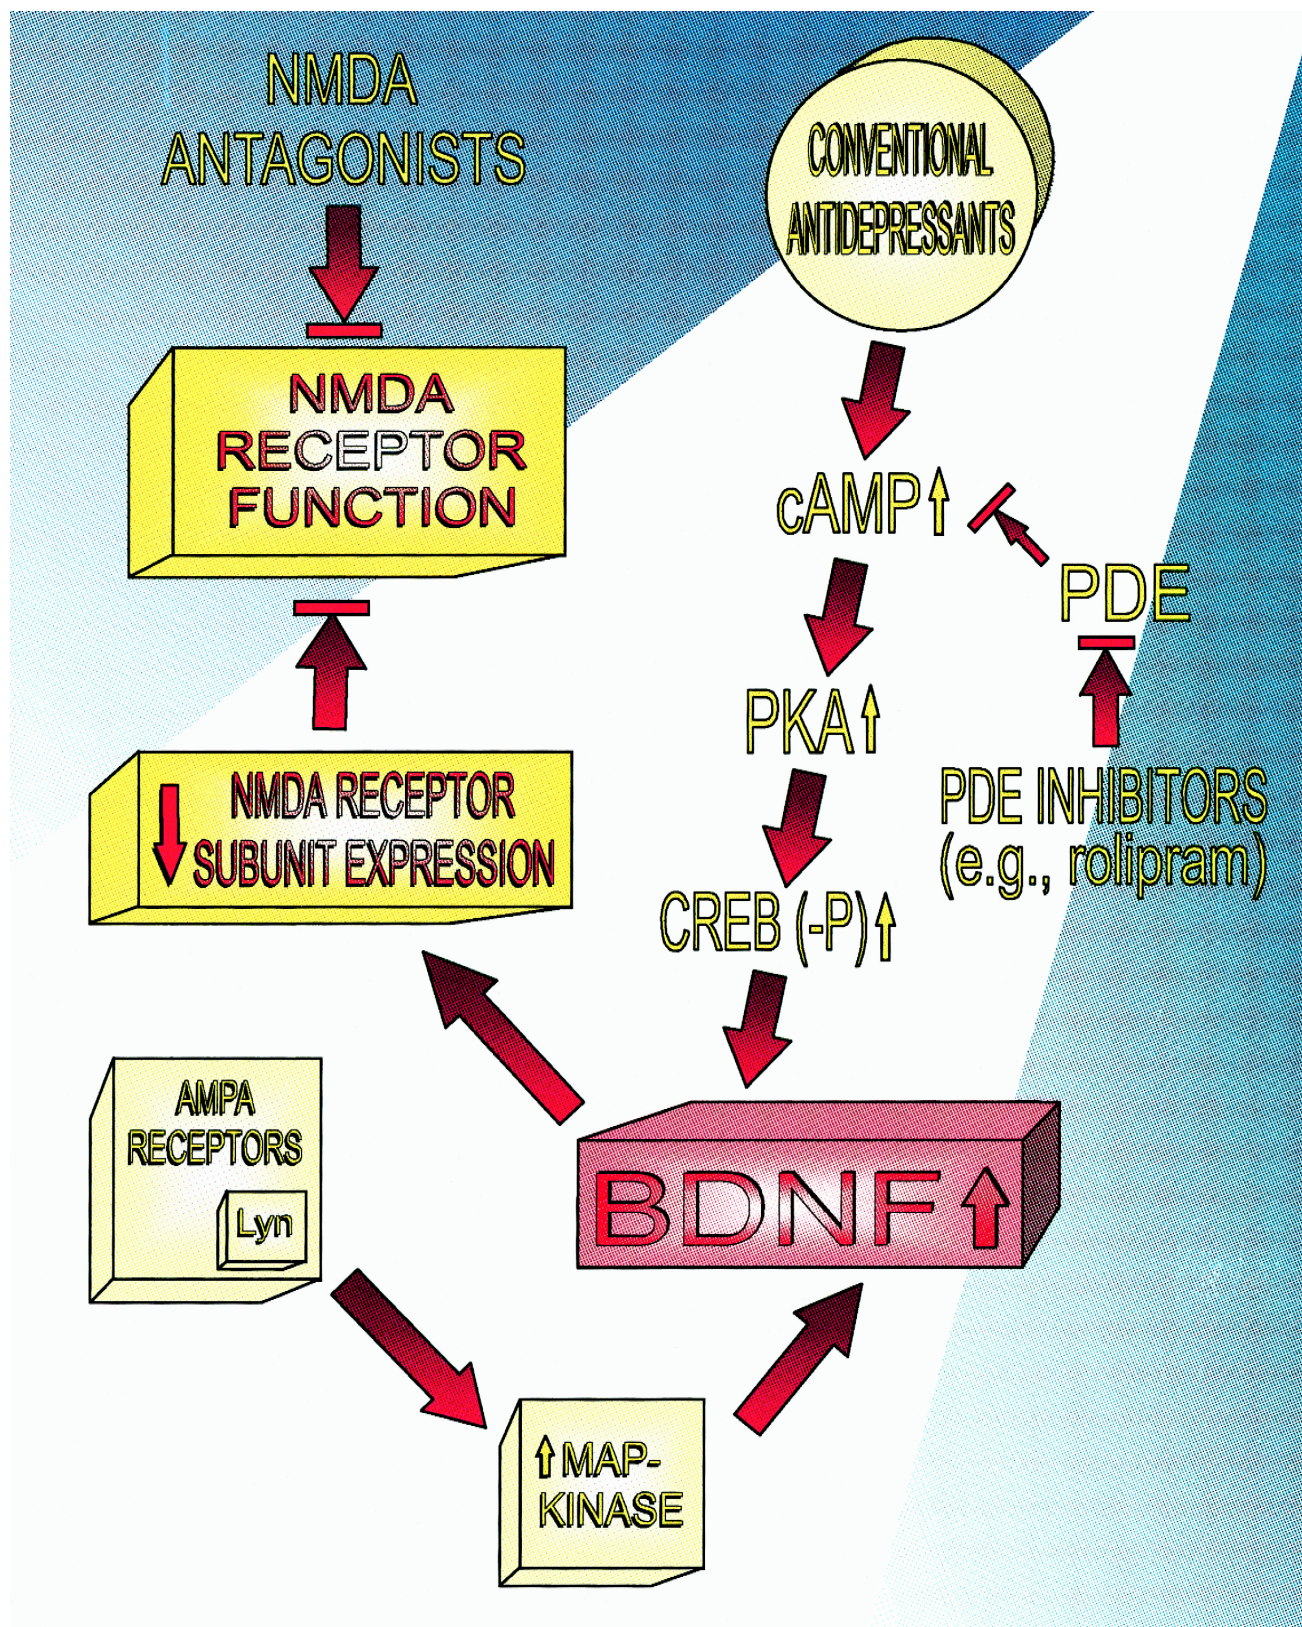 NMDA
ANTAGONISTS
CONVENTIONAL
ANTIDEPRESSANTS
NMDA
RECEPTOR
FUNCTION
cAMP
PDE
PKA
PDE INHIBITORS
(e.g., rolipram)
NMDA RECEPTOR
SUBUNIT EXPRESSION
CREB (-P)
AMPA
RECEPTORS
Lyn
BDNF
MAP-
KINASE